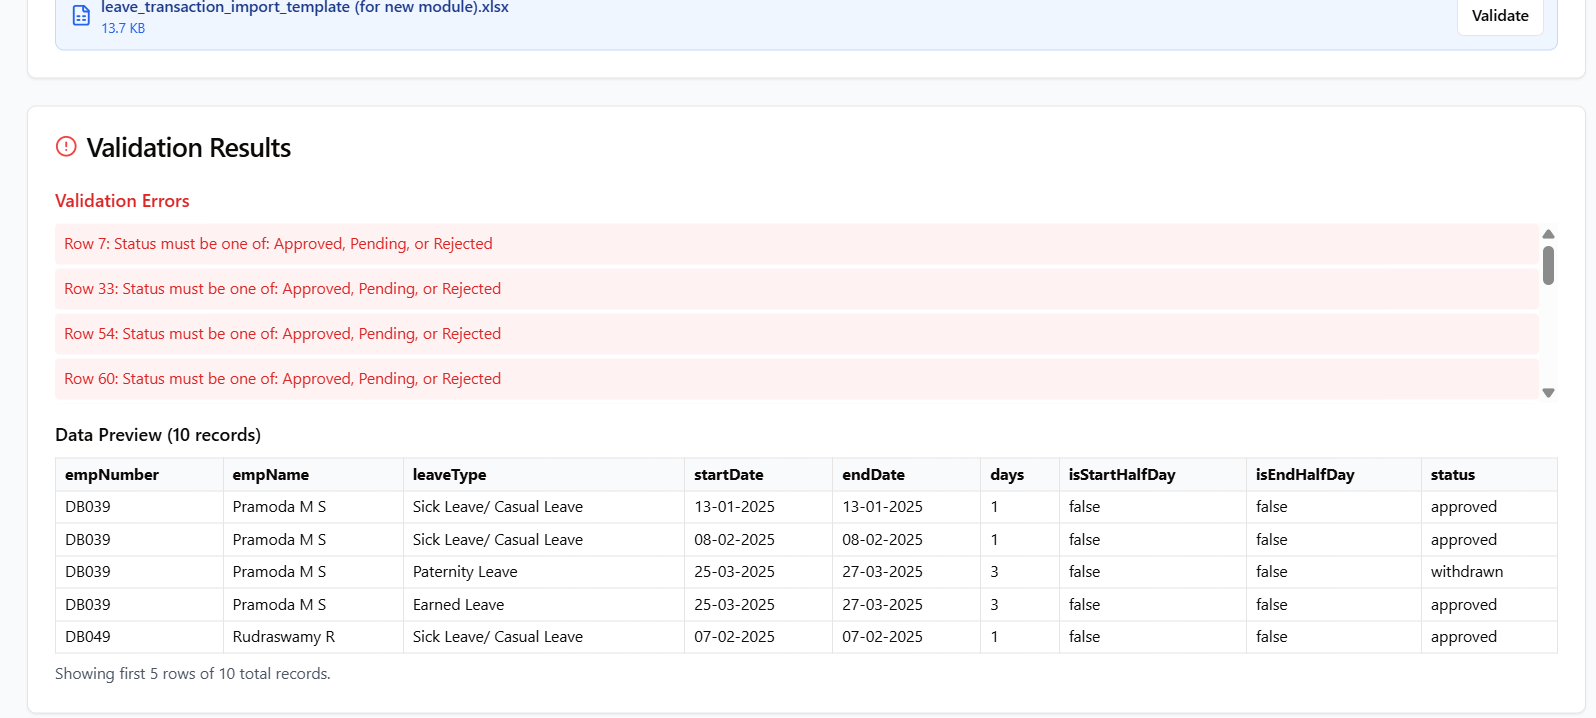 leave_transaction_import_template (for new module).xlsx
13.7 KB
Validate
Validation Results
Validation Errors
Row 7: Status must be one of: Approved, Pending, or Rejected
Row 33: Status must be one of: Approved, Pending, or Rejected
Row 54: Status must be one of: Approved, Pending, or Rejected
Row 60: Status must be one of: Approved, Pending, or Rejected
Data Preview (10 records)
empNumber empName leaveType startDate endDate days isStartHalfDay isEndHalfDay status
DB039 Pramoda M S Sick Leave/ Casual Leave 13-01-2025 13-01-2025 1 false false approved
DB039 Pramoda M S Sick Leave/ Casual Leave 08-02-2025 08-02-2025 1 false false approved
DB039 Pramoda M S Paternity Leave 25-03-2025 27-03-2025 3 false false withdrawn
DB039 Pramoda M S Earned Leave 25-03-2025 27-03-2025 3 false false approved
DB049 Rudraswamy R Sick Leave/ Casual Leave 07-02-2025 07-02-2025 1 false false approved
Showing first 5 rows of 10 total records.